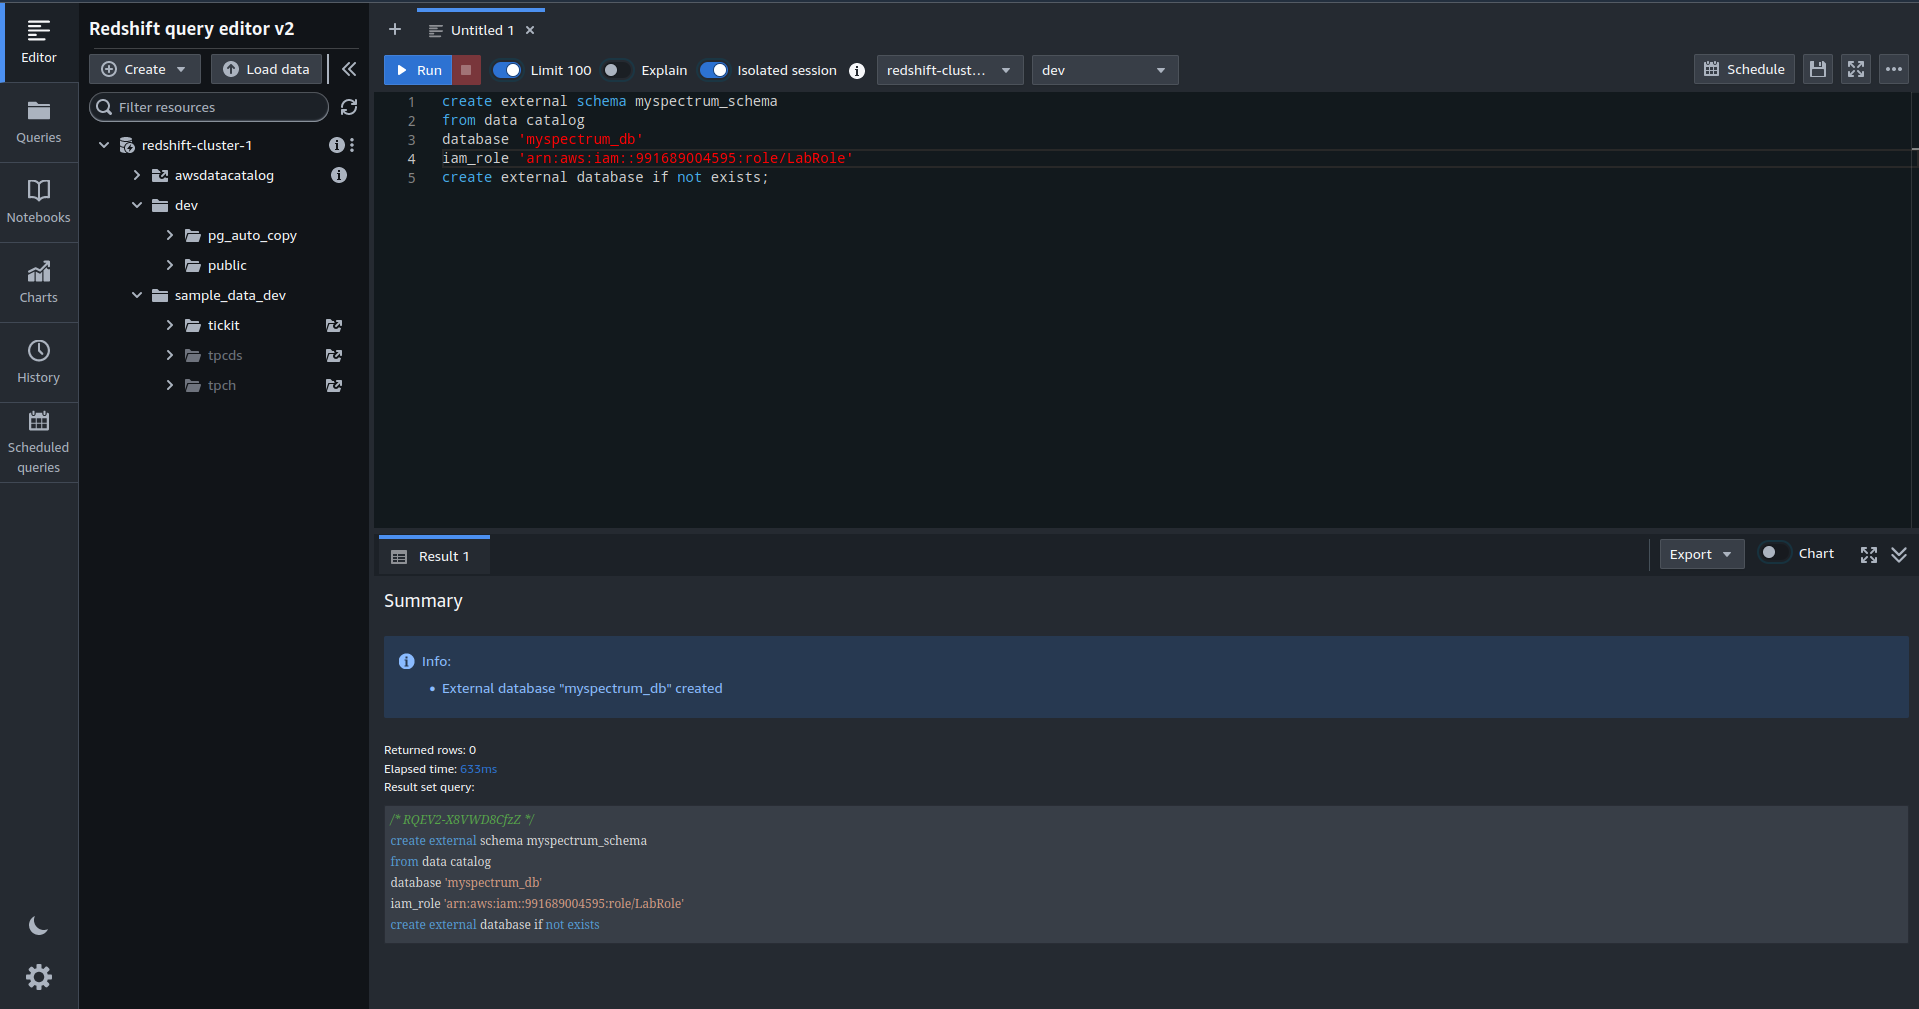 Editor
Queries
Notebooks
Charts
History
Scheduled
queries
Redshift query editor v2
Create
Load data
Filter resources
redshift-cluster-1
awsdatacatalog
dev
pg_auto_copy
public
sample_data_dev
tickit
tpcds
tpch
Untitled 1
Run
Limit 100
Explain
Isolated session
redshift-clust...
dev
Schedule
1 create external schema myspectrum_schema
2 from data catalog
3 database 'myspectrum_db'
4 iam_role 'arn:aws:iam::991689004595:role/LabRole'
5 create external database if not exists;
Result 1
Export
Chart
Summary
Info:
• External database "myspectrum_db" created
Returned rows: 0
Elapsed time: 633ms
Result set query:
/* RQEV2-X8VWD8CfzZ */
create external schema myspectrum_schema
from data catalog
database 'myspectrum_db'
iam_role 'arn:aws:iam::991689004595:role/LabRole'
create external database if not exists